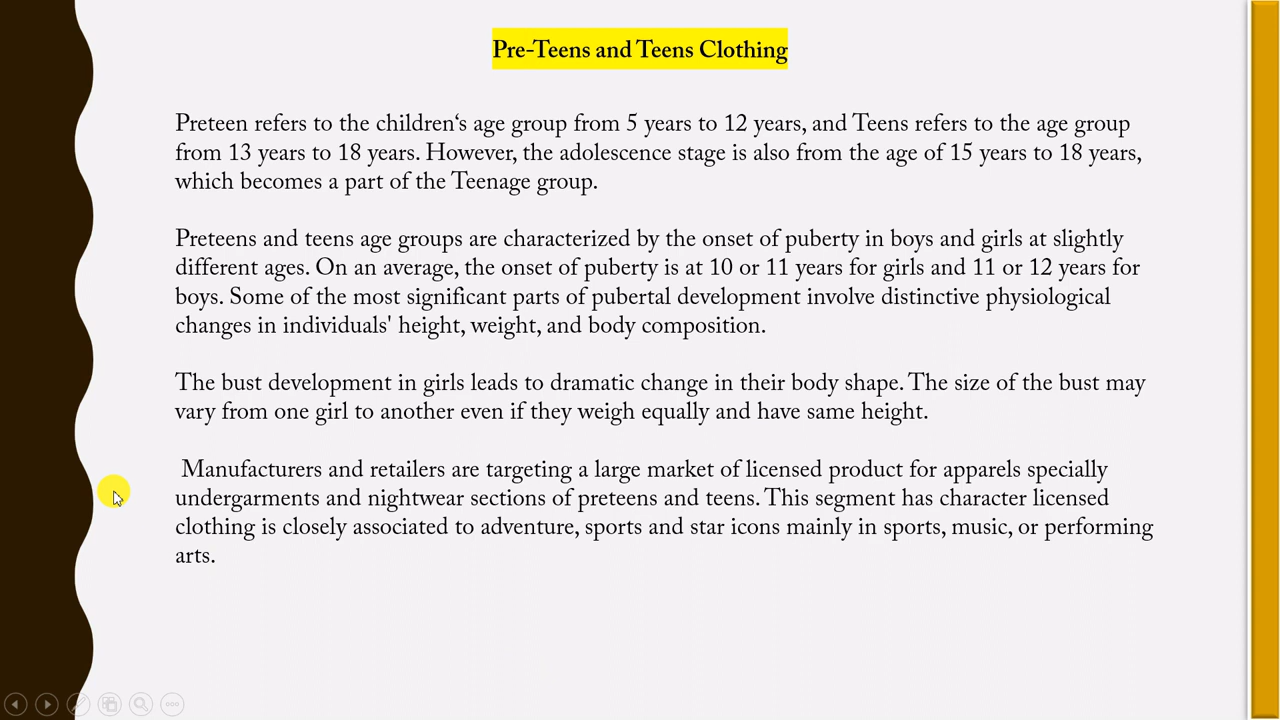 Pre-Teens and Teens Clothing
Preteen refers to the children‘s age group from 5 years to 12 years, and Teens refers to the age group
from 13 years to 18 years. However, the adolescence stage is also from the age of 15 years to 18 years,
which becomes a part of the Teenage group.
Preteens and teens age groups are characterized by the onset of puberty in boys and girls at slightly
different ages. On an average, the onset of puberty is at 10 or 11 years for girls and 11 or 12 years for
boys. Some of the most significant parts of pubertal development involve distinctive physiological
changes in individuals' height, weight, and body composition.
The bust development in girls leads to dramatic change in their body shape. The size of the bust may
vary from one girl to another even if they weigh equally and have same height.
Manufacturers and retailers are targeting a large market of licensed product for apparels specially
undergarments and nightwear sections of preteens and teens. This segment has character licensed
clothing is closely associated to adventure, sports and star icons mainly in sports, music, or performing
arts.